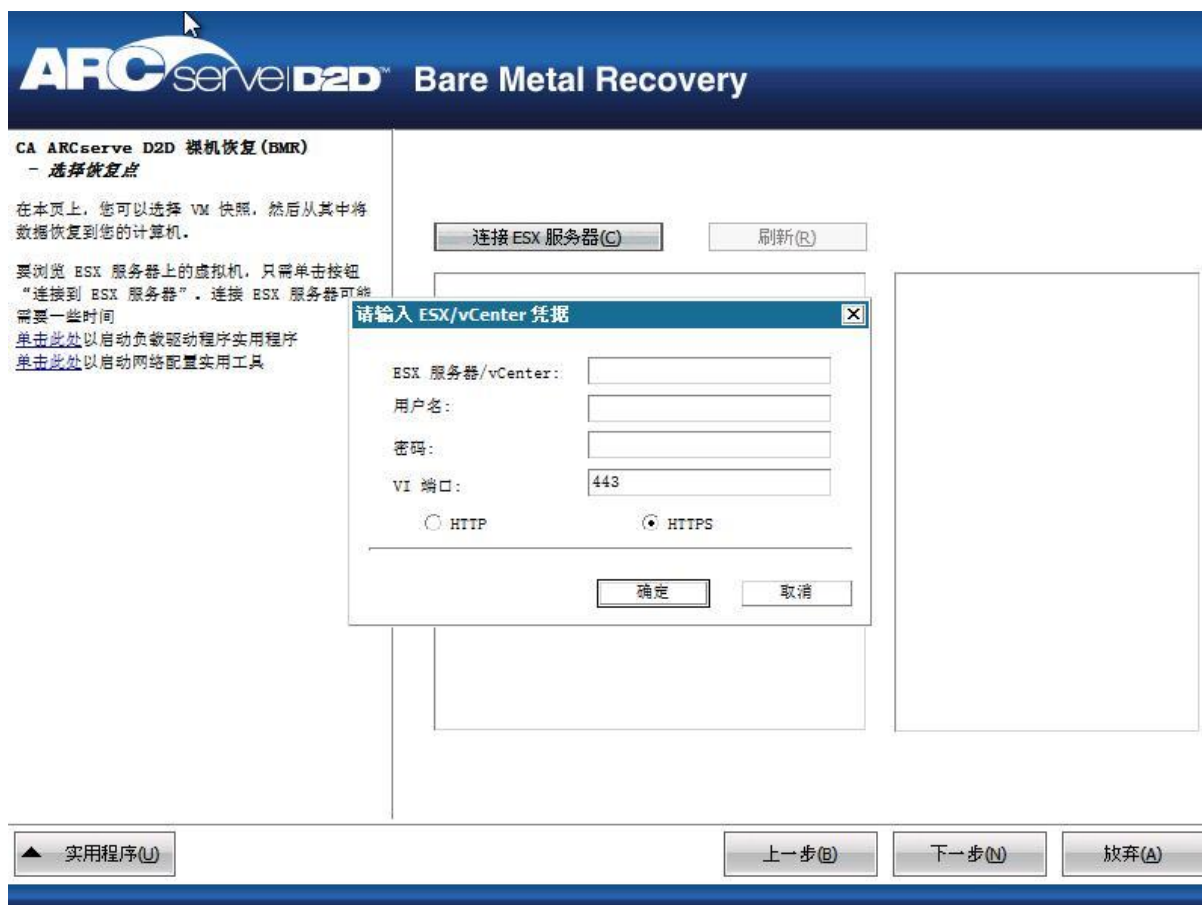 ARCserve D2D™ Bare Metal Recovery
CA ARCserve D2D 裸机恢复(BMR)
- 选择恢复点
在本页上，您可以选择 VM 快照，然后从其中将
数据恢复到您的计算机。
要浏览 ESX 服务器上的虚拟机，只需单击按钮
“连接到 ESX 服务器”。连接 ESX 服务器可能
需要一些时间
单击此处以启动负载驱动程序实用程序
单击此处以启动网络配置实用工具
连接 ESX 服务器(C)
刷新(R)
请输入 ESX/vCenter 凭据
ESX 服务器/vCenter:
用户名:
密码:
VI 端口:
443
HTTP
HTTPS
确定
取消
实用程序(U)
上一步(B)
下一步(N)
放弃(A)